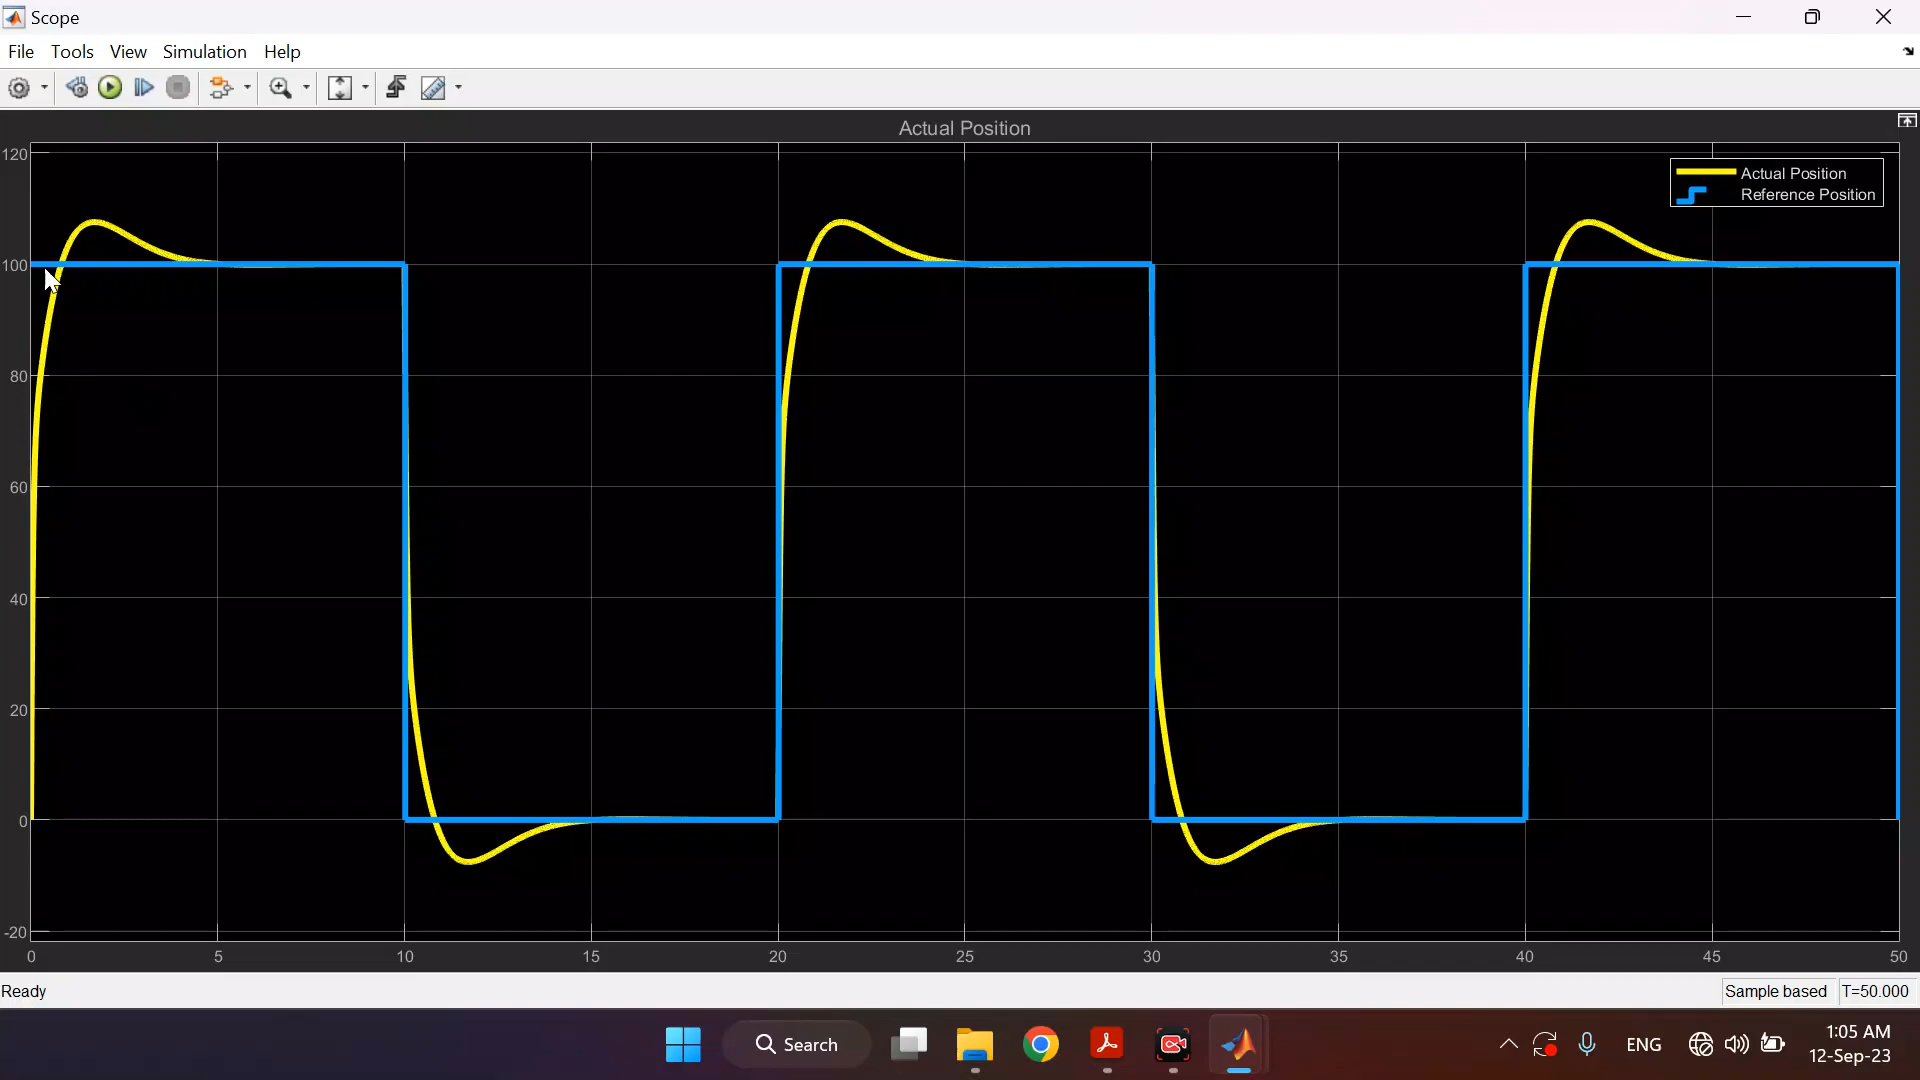 Scope
File Tools View Simulation Help
Actual Position
120
100
80
60
40
20
0
-20
0 5 10 15 20 25 30 35 40 45 50
Actual Position
Reference Position
Ready Sample based T=50.000
Search ENG 1:05 AM
12-Sep-23